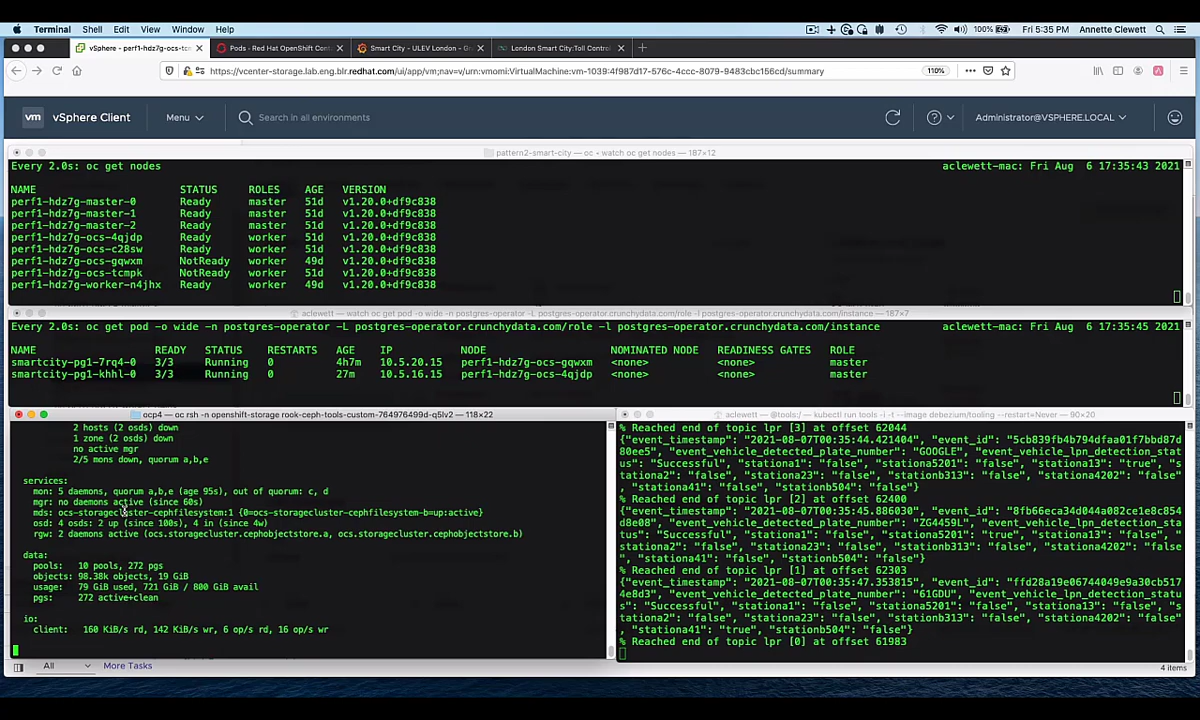 Terminal Shell Edit View Window Help 100% Fri 5:35 PM Annette Clewett
vSphere - perf1-hdz7g-ocs-tcm Pods · Red Hat OpenShift Cont Smart City - ULEV London - Gr London Smart City:Toll Control
https://vcenter-storage.lab.eng.blr.redhat.com/ui/app/vm;nav=v/urn:vmomi:VirtualMachine:vm-1039:4f987d17-576c-4ccc-8079-9483cbc156cd/summary 110%
vm vSphere Client Menu Search in all environments Administrator@VSPHERE.LOCAL
pattern2-smart-city — oc - watch oc get nodes — 187×12
Every 2.0s: oc get nodes aclewett-mac: Fri Aug 6 17:35:43 2021
NAME STATUS ROLES AGE VERSION
perf1-hdz7g-master-0 Ready master 51d v1.20.0+df9c838
perf1-hdz7g-master-1 Ready master 51d v1.20.0+df9c838
perf1-hdz7g-master-2 Ready master 51d v1.20.0+df9c838
perf1-hdz7g-ocs-4qjdp Ready worker 51d v1.20.0+df9c838
perf1-hdz7g-ocs-c28sw Ready worker 51d v1.20.0+df9c838
perf1-hdz7g-ocs-gqwxm NotReady worker 49d v1.20.0+df9c838
perf1-hdz7g-ocs-tcmpk NotReady worker 51d v1.20.0+df9c838
perf1-hdz7g-worker-n4jhx Ready worker 49d v1.20.0+df9c838
aclewett — watch oc get pod -o wide -n postgres-operator -L postgres-operator.crunchydata.com/role -l postgres-operator.crunchydata.com/instance — 187×7
Every 2.0s: oc get pod -o wide -n postgres-operator -L postgres-operator.crunchydata.com/role -l postgres-operator.crunchydata.com/instance aclewett-mac: Fri Aug 6 17:35:45 2021
NAME READY STATUS RESTARTS AGE IP NODE NOMINATED NODE READINESS GATES ROLE
smartcity-pg1-7rq4-0 3/3 Running 0 4h7m 10.5.20.15 perf1-hdz7g-ocs-gqwxm <none> <none> master
smartcity-pg1-khhl-0 3/3 Running 0 27m 10.5.16.15 perf1-hdz7g-ocs-4qjdp <none> <none> master
ocp4 — oc rsh -n openshift-storage rook-ceph-tools-custom-764976499d-q5lv2 — 118×22
2 hosts (2 osds) down
1 zone (2 osds) down
no active mgr
2/5 mons down, quorum a,b,e
services:
mon: 5 daemons, quorum a,b,e (age 95s), out of quorum: c, d
mgr: no daemons active (since 60s)
mds: ocs-storagecluster-cephfilesystem:1 {0=ocs-storagecluster-cephfilesystem-b=up:active}
osd: 4 osds: 2 up (since 100s), 4 in (since 4w)
rgw: 2 daemons active (ocs.storagecluster.cephobjectstore.a, ocs.storagecluster.cephobjectstore.b)
data:
pools: 10 pools, 272 pgs
objects: 98.38k objects, 19 GiB
usage: 79 GiB used, 721 GiB / 800 GiB avail
pgs: 272 active+clean
io:
client: 160 KiB/s rd, 142 KiB/s wr, 6 op/s rd, 16 op/s wr
aclewett — @tools:/ — kubectl run tools -i -t --image debezium/tooling --restart=Never — 90×20
% Reached end of topic lpr [3] at offset 62044
{"event_timestamp": "2021-08-07T00:35:44.421404", "event_id": "5cb839fb4b794dfaa01f7bbd87d
80ee5", "event_vehicle_detected_plate_number": "GOOGLE", "event_vehicle_lpn_detection_stat
us": "Successful", "stationa1": "false", "stationa5201": "false", "stationa13": "true", "s
tationa2": "false", "stationa23": "false", "stationb313": "false", "stationa4202": "false"
, "stationa41": "false", "stationb504": "false"}
% Reached end of topic lpr [2] at offset 62400
{"event_timestamp": "2021-08-07T00:35:45.886030", "event_id": "8fb66eca34d044a082ce1e8c854
d8e08", "event_vehicle_detected_plate_number": "ZG4459L", "event_vehicle_lpn_detection_sta
tus": "Successful", "stationa1": "false", "stationa5201": "true", "stationa13": "false", "
stationa2": "false", "stationa23": "false", "stationb313": "false", "stationa4202": "false
", "stationa41": "false", "stationb504": "false"}
% Reached end of topic lpr [1] at offset 62303
{"event_timestamp": "2021-08-07T00:35:47.353815", "event_id": "ffd28a19e06744049e9a30cb517
4e8d3", "event_vehicle_detected_plate_number": "61GDU", "event_vehicle_lpn_detection_statu
s": "Successful", "stationa1": "false", "stationa5201": "false", "stationa13": "false", "s
tationa2": "false", "stationa23": "false", "stationb313": "false", "stationa4202": "false"
, "stationa41": "true", "stationb504": "false"}
% Reached end of topic lpr [0] at offset 61983
All More Tasks 4 items